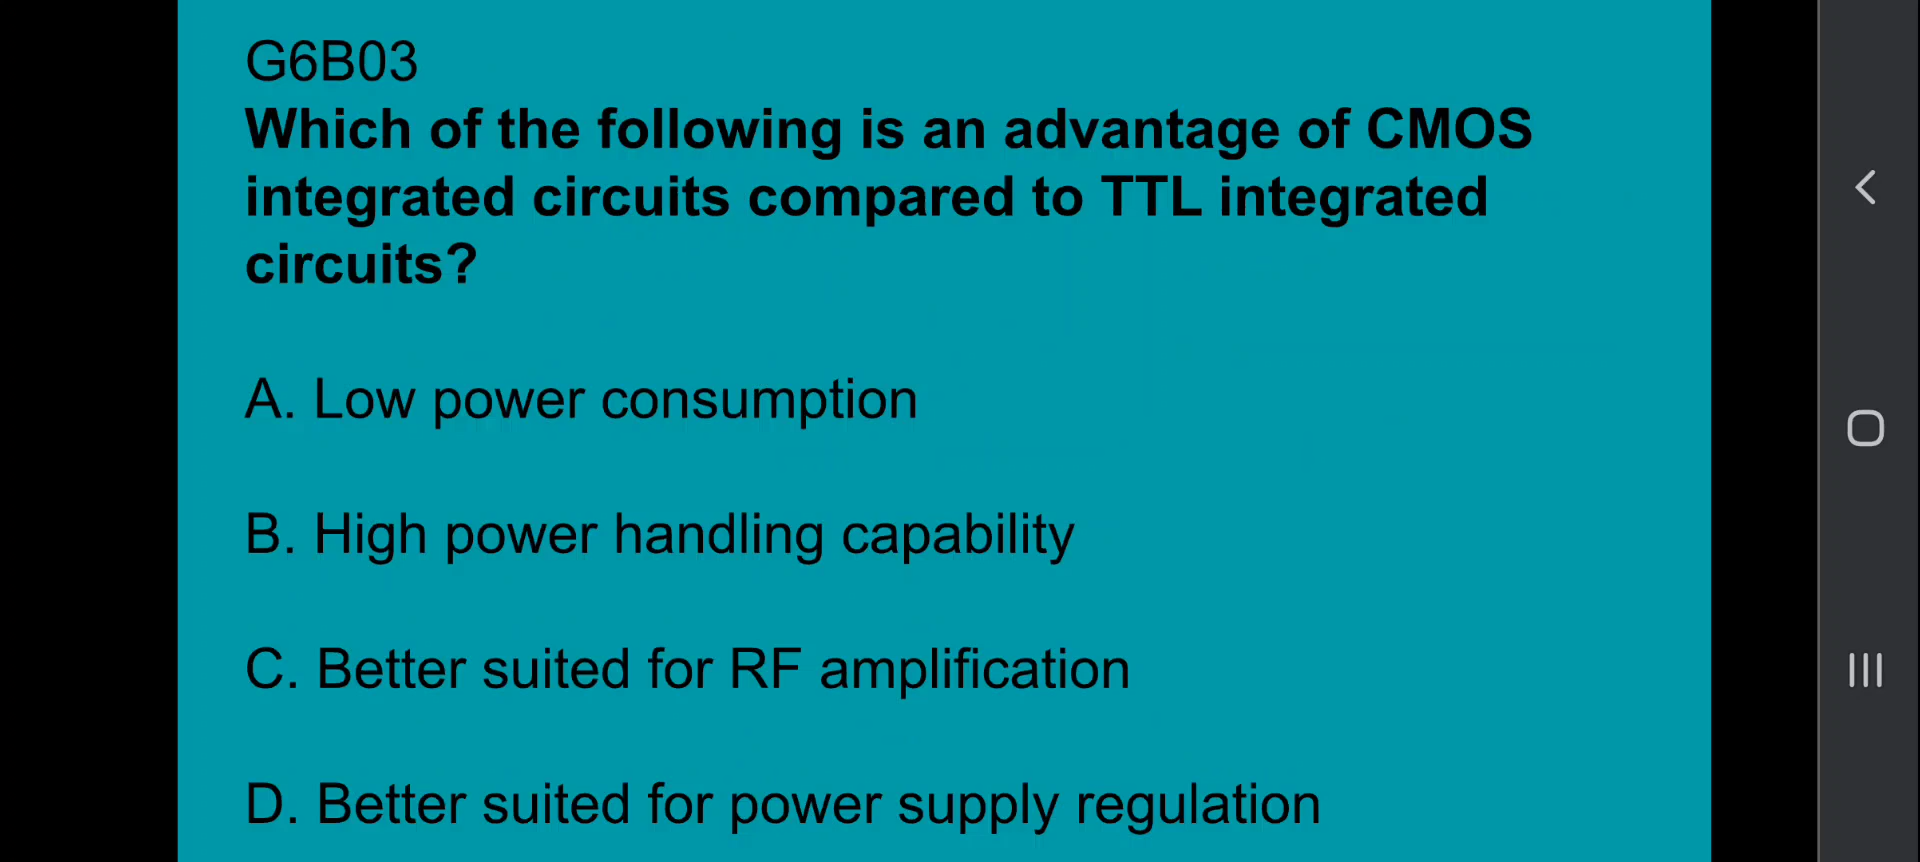 G6B03
Which of the following is an advantage of CMOS
integrated circuits compared to TTL integrated
circuits?
A. Low power consumption
B. High power handling capability
C. Better suited for RF amplification
D. Better suited for power supply regulation